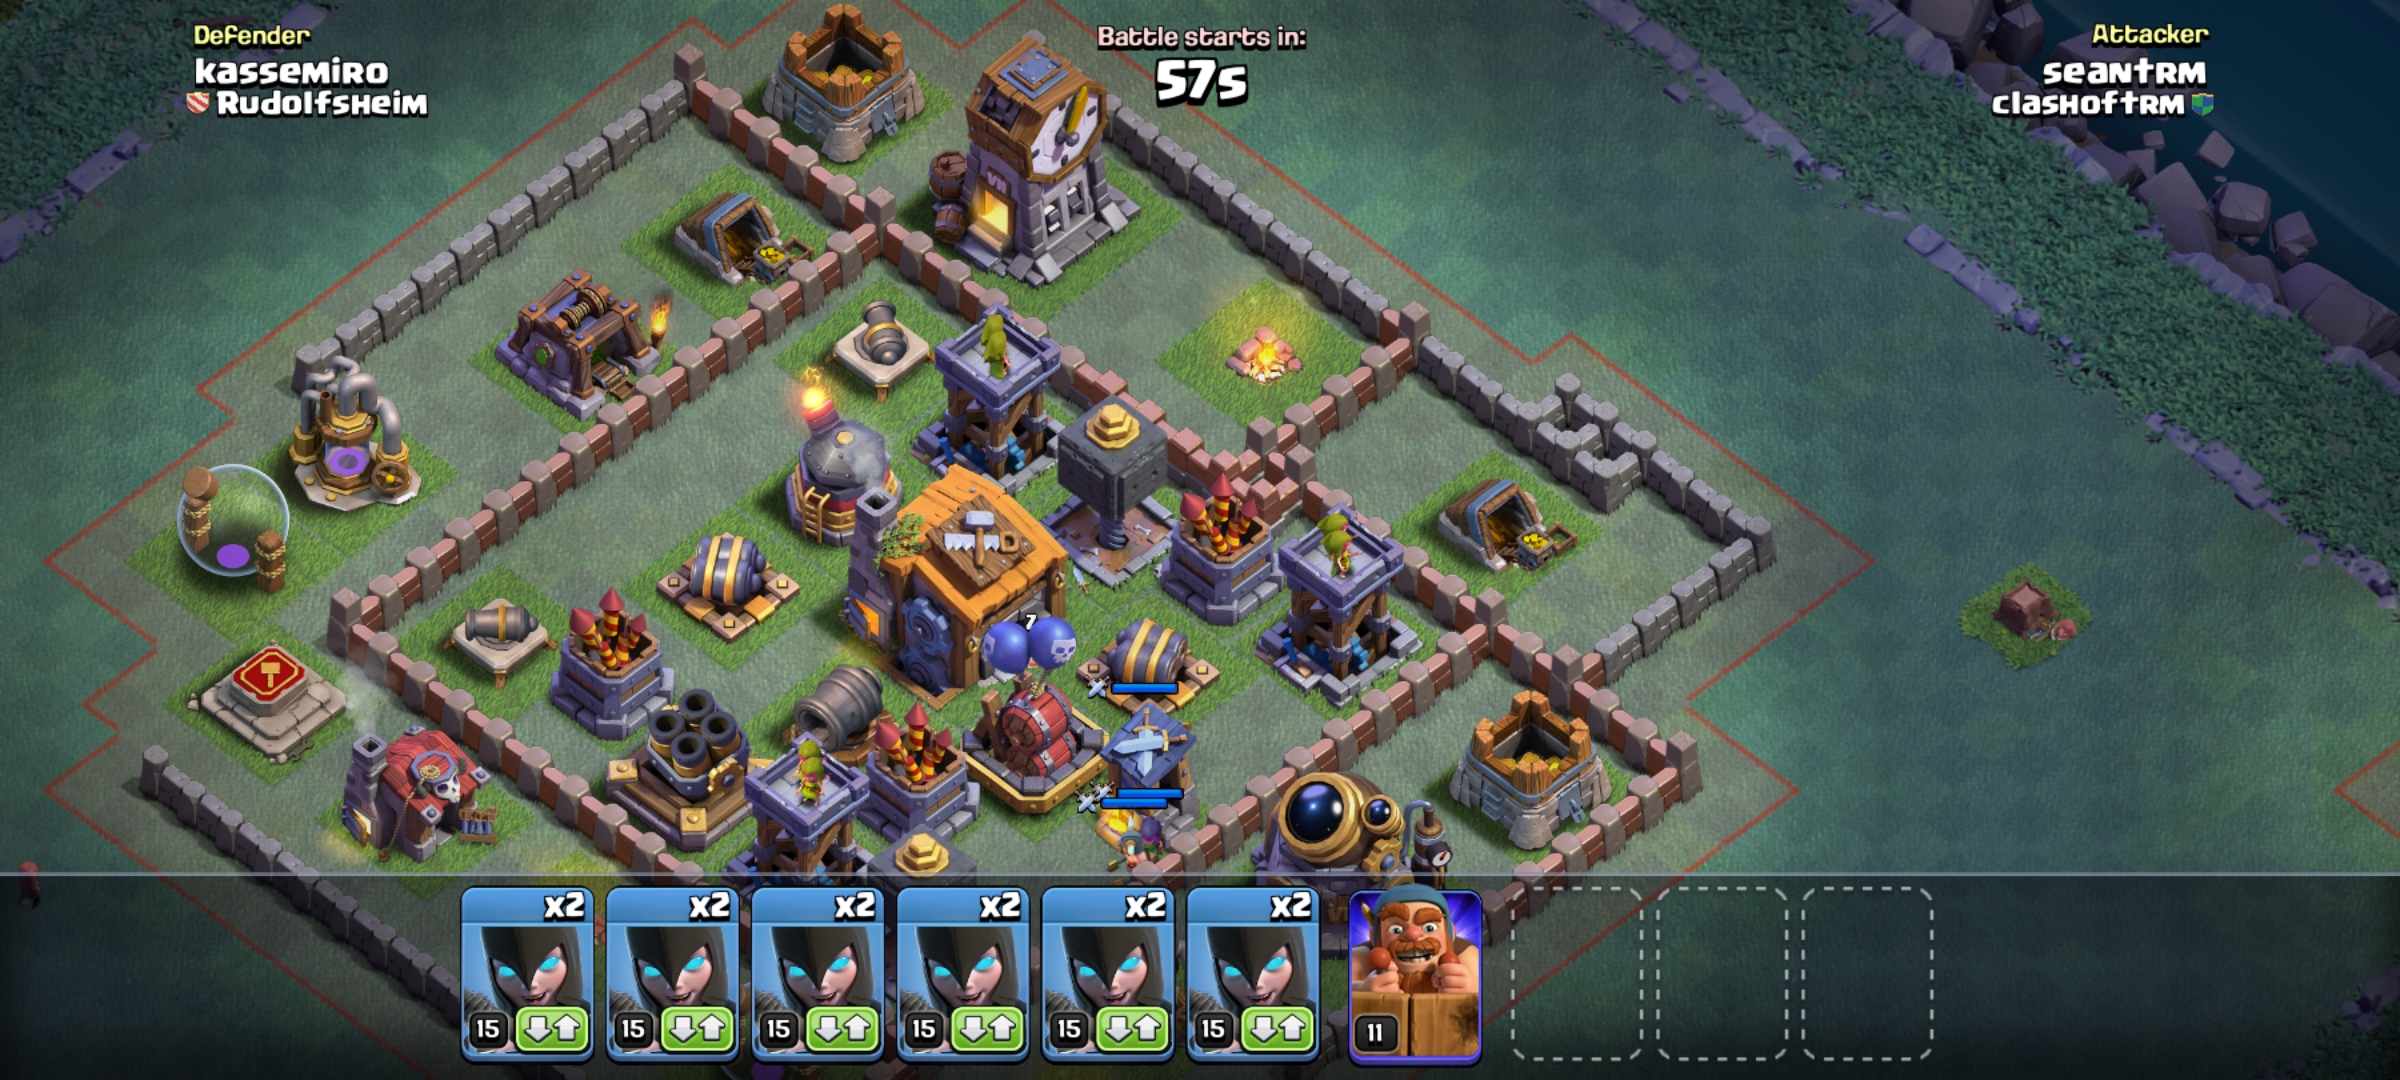 Defender
kassemiro
Rudolfsheim
Battle starts in:
57s
Attacker
seantrm
clashoftrm
7
x2
x2
x2
x2
x2
x2
15
15
15
15
15
15
11